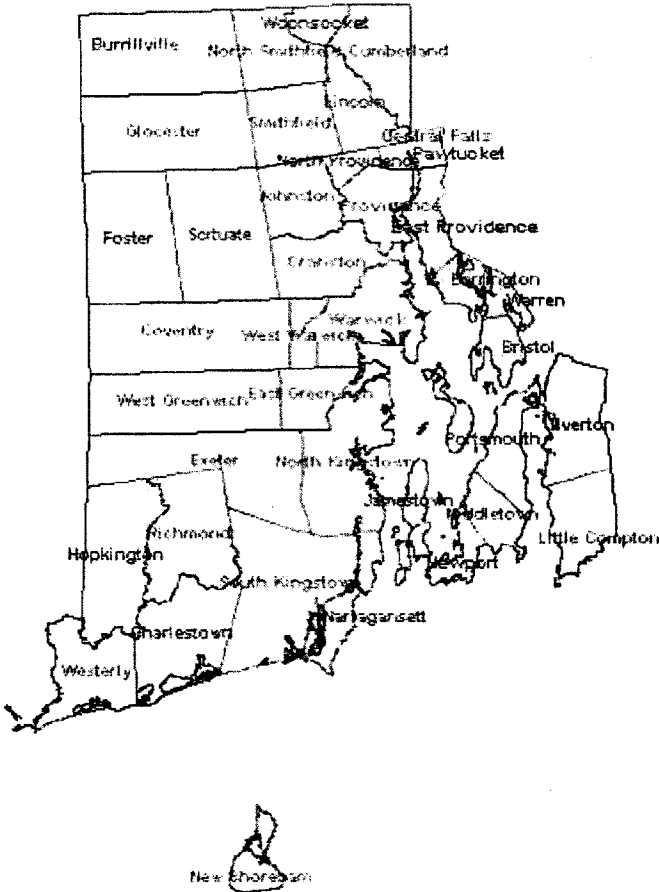 Woonsocket
Burrillville
North Smithfield
Cumberland
Lincoln
Glocester
Smithfield
Central Falls
Pawtucket
North Providence
Johnston
Providence
East Providence
Foster
Scituate
Cranston
Barrington
Warren
Coventry
West Warwick
Warwick
Bristol
West Greenwich
East Greenwich
Tiverton
Portsmouth
Exeter
North Kingstown
Jamestown
Middletown
Richmond
Little Compton
Hopkington
Newport
South Kingstown
Narragansett
Charlestown
Westerly
New Shoreham